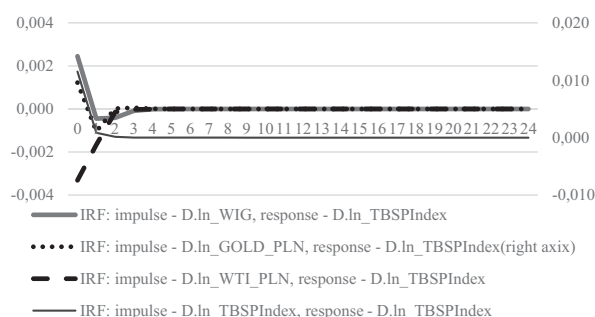 0,004 0,020
0,002 0,010
0,000
0 1 2 3 4 5 6 7 8 9 10 11 12 13 14 15 16 17 18 19 20 21 22 23 24 0,000
-0,002
-0,004 -0,010
IRF: impulse - D.ln_WIG, response - D.ln_TBSPIndex
IRF: impulse - D.ln_GOLD_PLN, response - D.ln_TBSPIndex(right axix)
IRF: impulse - D.ln_WTI_PLN, response - D.ln_TBSPIndex
IRF: impulse - D.ln_TBSPIndex, response - D.ln_TBSPIndex